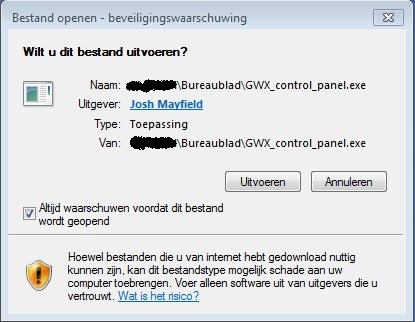 Bestand openen - beveiligingswaarschuwing
Wilt u dit bestand uitvoeren?
Naam: \Bureaublad\GWX_control_panel.exe
Uitgever: Josh Mayfield
Type: Toepassing
Van: \Bureaublad\GWX_control_panel.exe
Uitvoeren Annuleren
Altijd waarschuwen voordat dit bestand
wordt geopend
Hoewel bestanden die u van internet hebt gedownload nuttig
kunnen zijn, kan dit bestandstype mogelijk schade aan uw
computer toebrengen. Voer alleen software uit van uitgevers die u
vertrouwt. Wat is het risico?